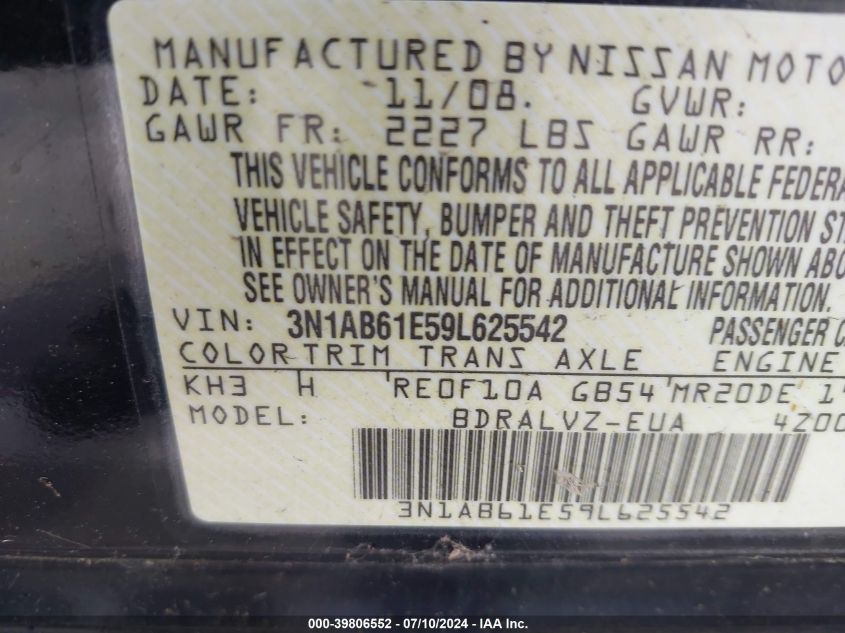 MANUFACTURED BY NISSAN MOTO
DATE: 11/08. GVWR:
GAWR FR: 2227 LBS GAWR RR:
THIS VEHICLE CONFORMS TO ALL APPLICABLE FEDERA
VEHICLE SAFETY, BUMPER AND THEFT PREVENTION ST
IN EFFECT ON THE DATE OF MANUFACTURE SHOWN ABO
SEE OWNER'S MANUAL FOR ADDITIONAL INFORMATION.
VIN: 3N1AB61E59L625542 PASSENGER C
COLOR TRIM TRANS AXLE ENGINE
KH3 H RE0F10A GB54 MR20DE 19
MODEL: BDRALVZ-EUA 4Z00
3N1AB61E59L625542
000-39806552 / 07/10/2024 - IAA Inc.